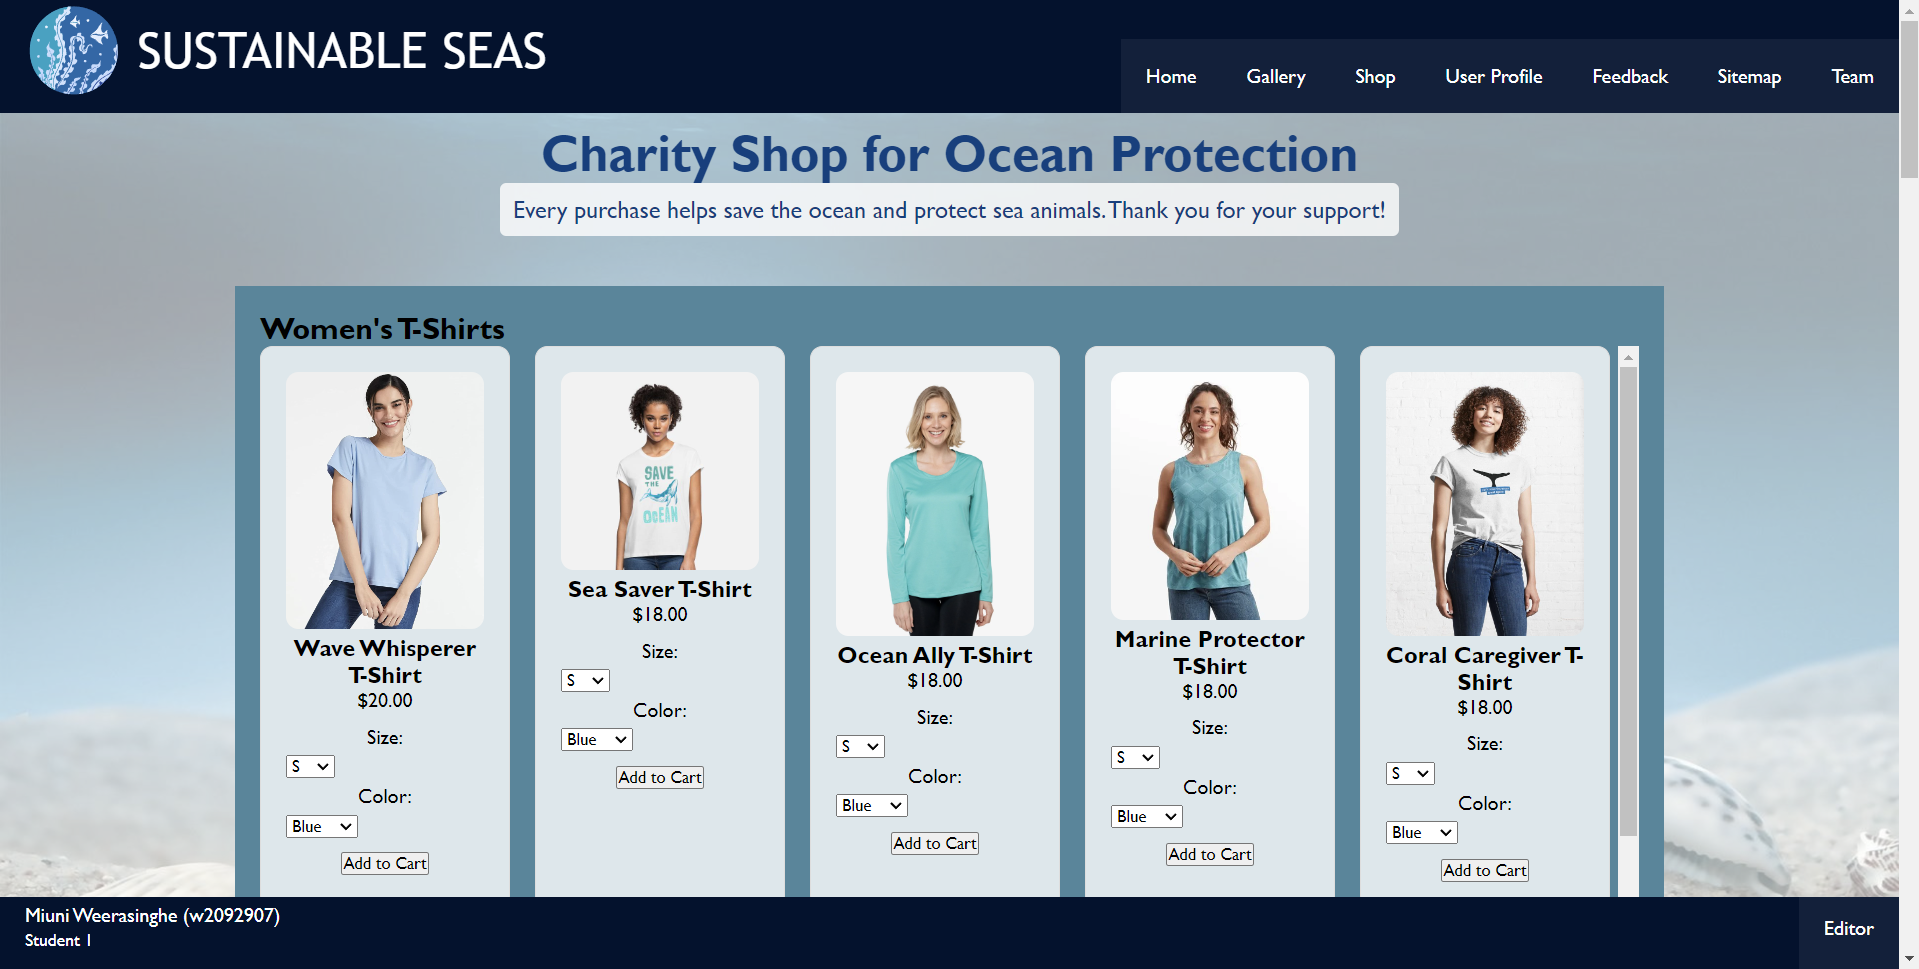 SUSTAINABLE SEAS
Home
Gallery
Shop
User Profile
Feedback
Sitemap
Team
Charity Shop for Ocean Protection
Every purchase helps save the ocean and protect sea animals. Thank you for your support!
Women's T-Shirts
SAVE
THE
OCEAN
Wave Whisperer
T-Shirt
$20.00
Size:
S
Color:
Blue
Add to Cart
Sea Saver T-Shirt
$18.00
Size:
S
Color:
Blue
Add to Cart
Ocean Ally T-Shirt
$18.00
Size:
S
Color:
Blue
Add to Cart
Marine Protector
T-Shirt
$18.00
Size:
S
Color:
Blue
Add to Cart
Coral Caregiver T-
Shirt
$18.00
Size:
S
Color:
Blue
Add to Cart
Miuni Weerasinghe (w2092907)
Student 1
Editor